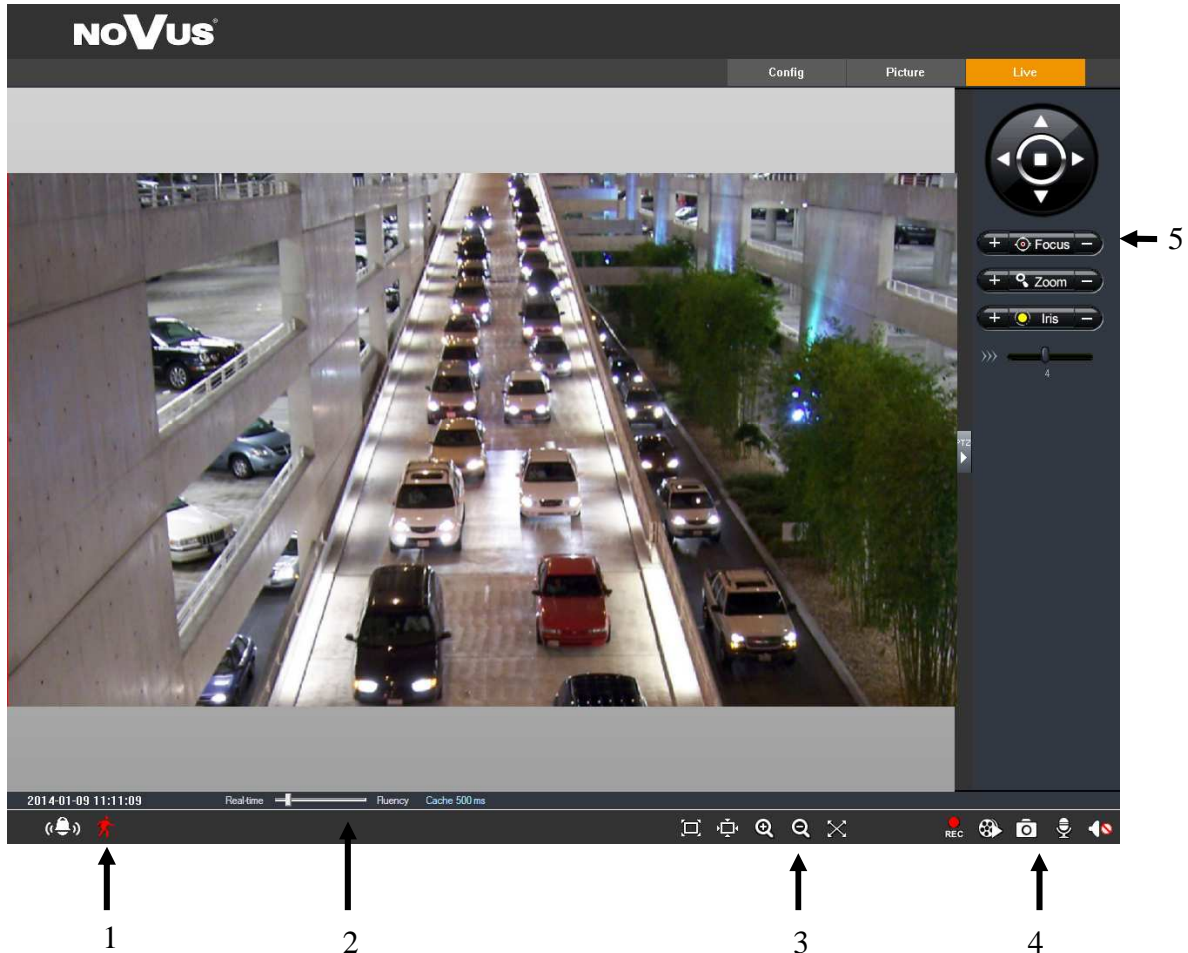 NOVUS®
Config Picture Live
Focus
Zoom
Iris
4
PTZ
2014-01-09 11:11:09 Real-time Fluency Cache 500 ms
REC
1
2
3
4
5